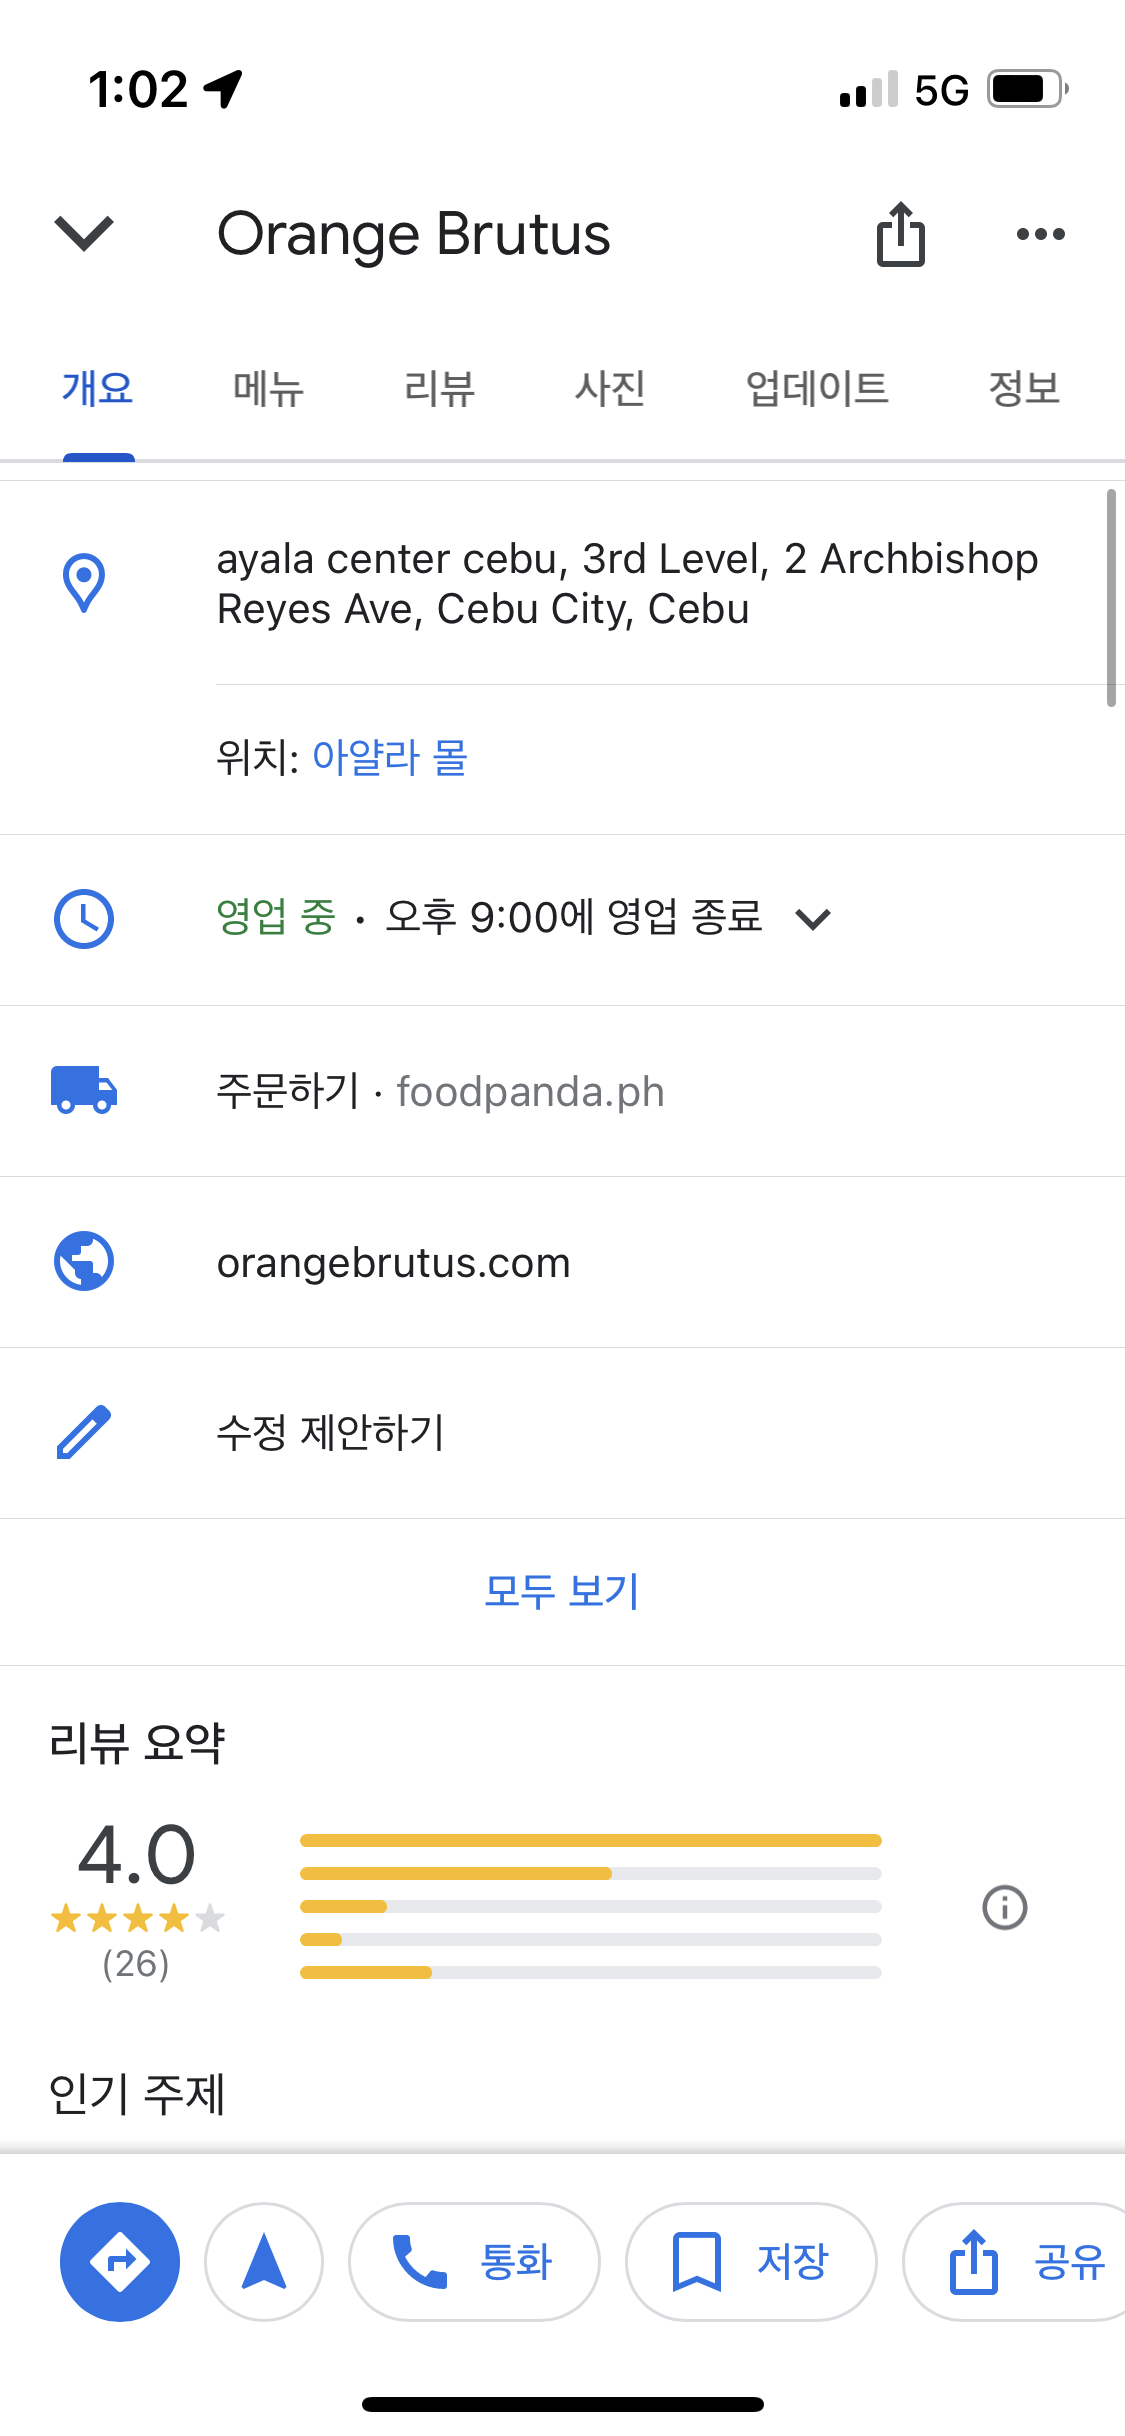 1:02
5G
Orange Brutus
개요 메뉴 리뷰 사진 업데이트 정보
ayala center cebu, 3rd Level, 2 Archbishop
Reyes Ave, Cebu City, Cebu
위치: 아얄라 몰
영업 중 · 오후 9:00에 영업 종료
주문하기 · foodpanda.ph
orangebrutus.com
수정 제안하기
모두 보기
리뷰 요약
4.0
(26)
인기 주제
통화 저장 공유